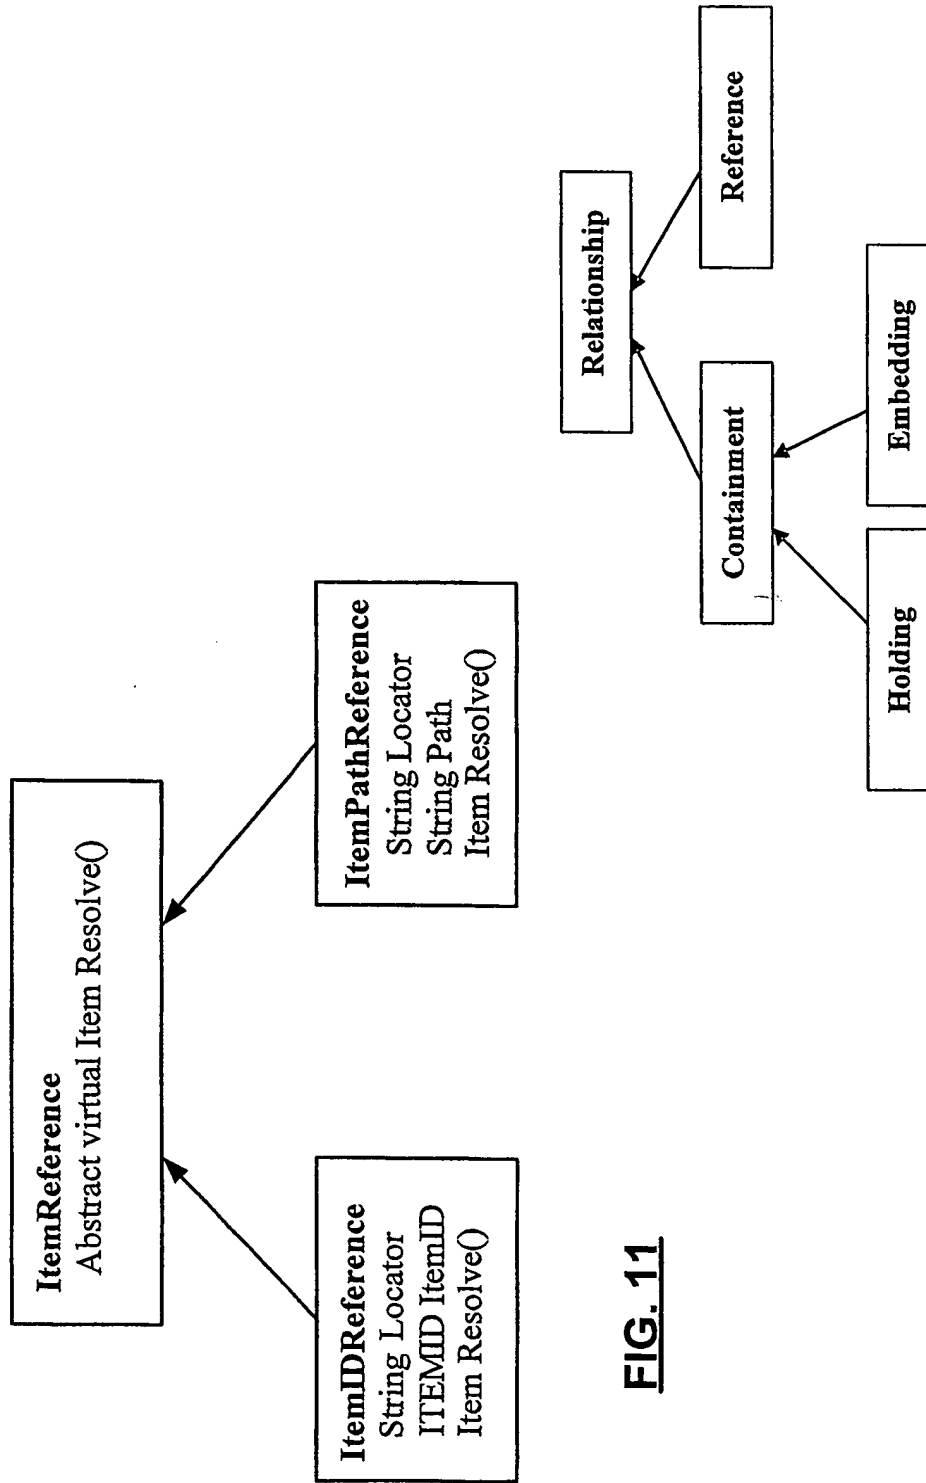 ItemReference
Abstract virtual Item Resolve()
ItemIDReference
String Locator
ITEMID ItemID
Item Resolve()
ItemPathReference
String Locator
String Path
Item Resolve()
FIG. 11
Relationship
Containment
Reference
Holding
Embedding